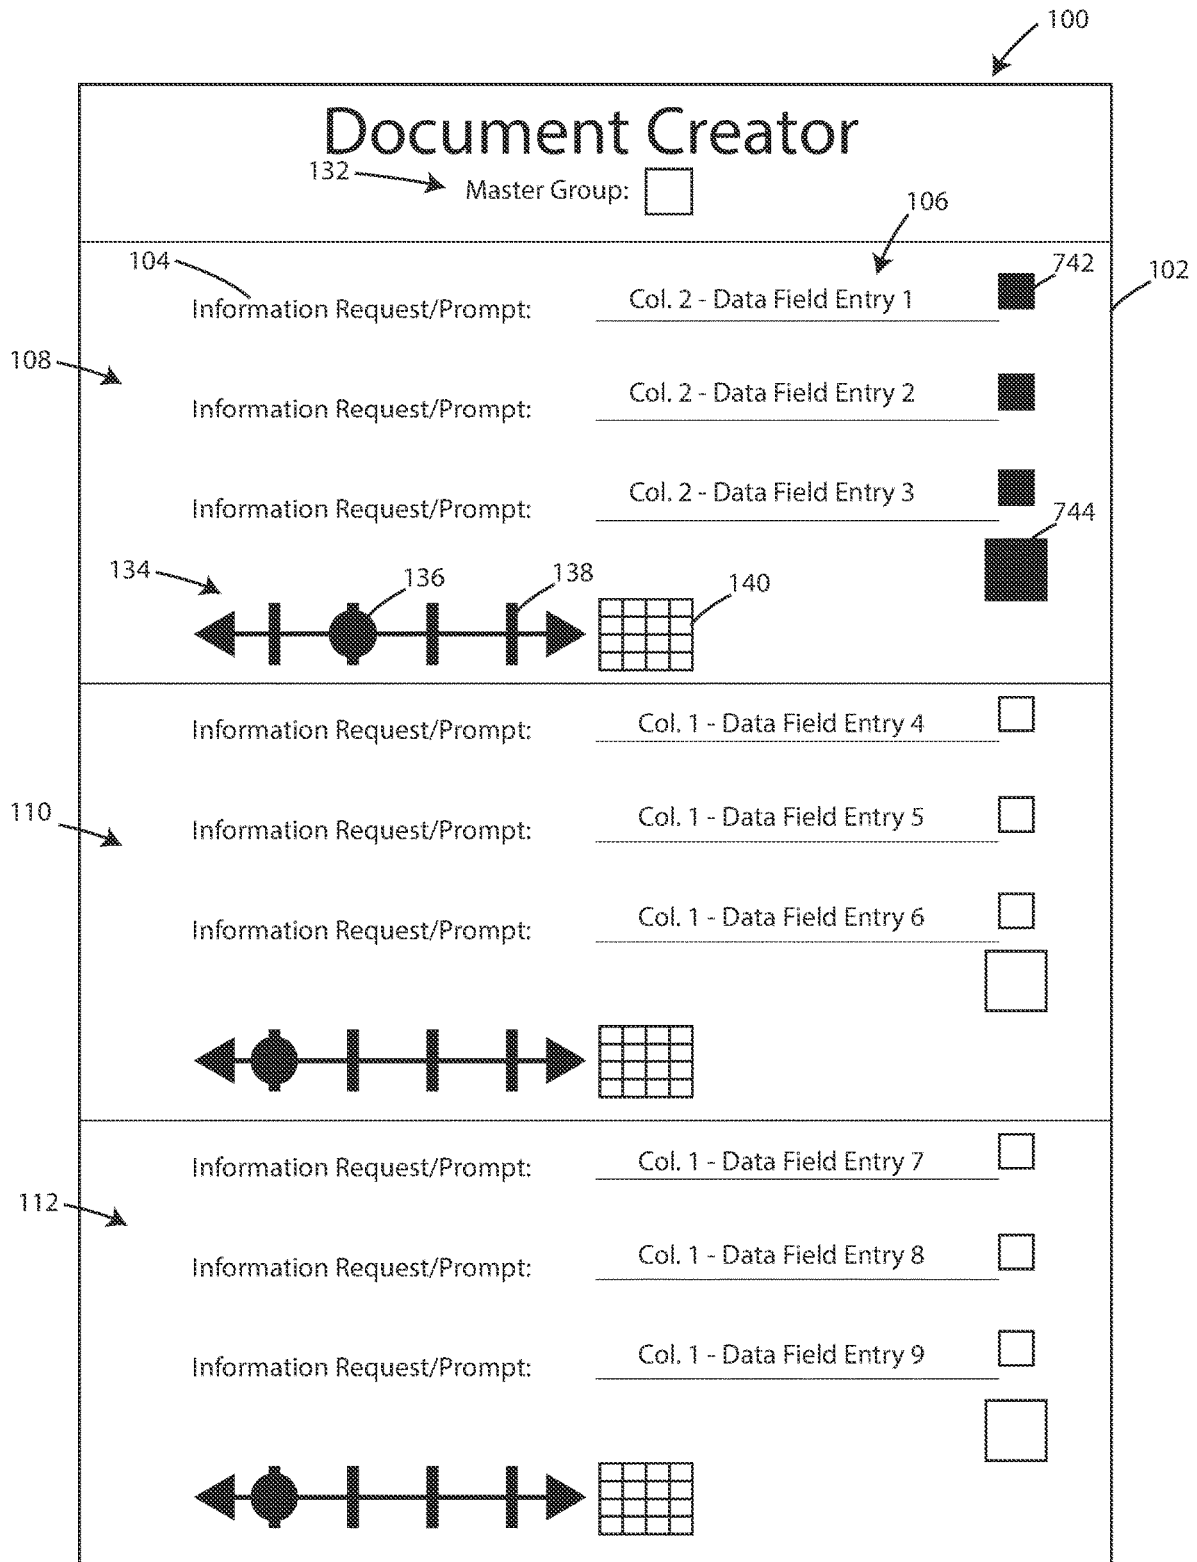 100
Document Creator
132
Master Group:
106
104
742
102
Information Request/Prompt:
Col. 2 - Data Field Entry 1
108
Information Request/Prompt:
Col. 2 - Data Field Entry 2
Information Request/Prompt:
Col. 2 - Data Field Entry 3
744
134
136
138
140
Information Request/Prompt:
Col. 1 - Data Field Entry 4
110
Information Request/Prompt:
Col. 1 - Data Field Entry 5
Information Request/Prompt:
Col. 1 - Data Field Entry 6
Information Request/Prompt:
Col. 1 - Data Field Entry 7
112
Information Request/Prompt:
Col. 1 - Data Field Entry 8
Information Request/Prompt:
Col. 1 - Data Field Entry 9